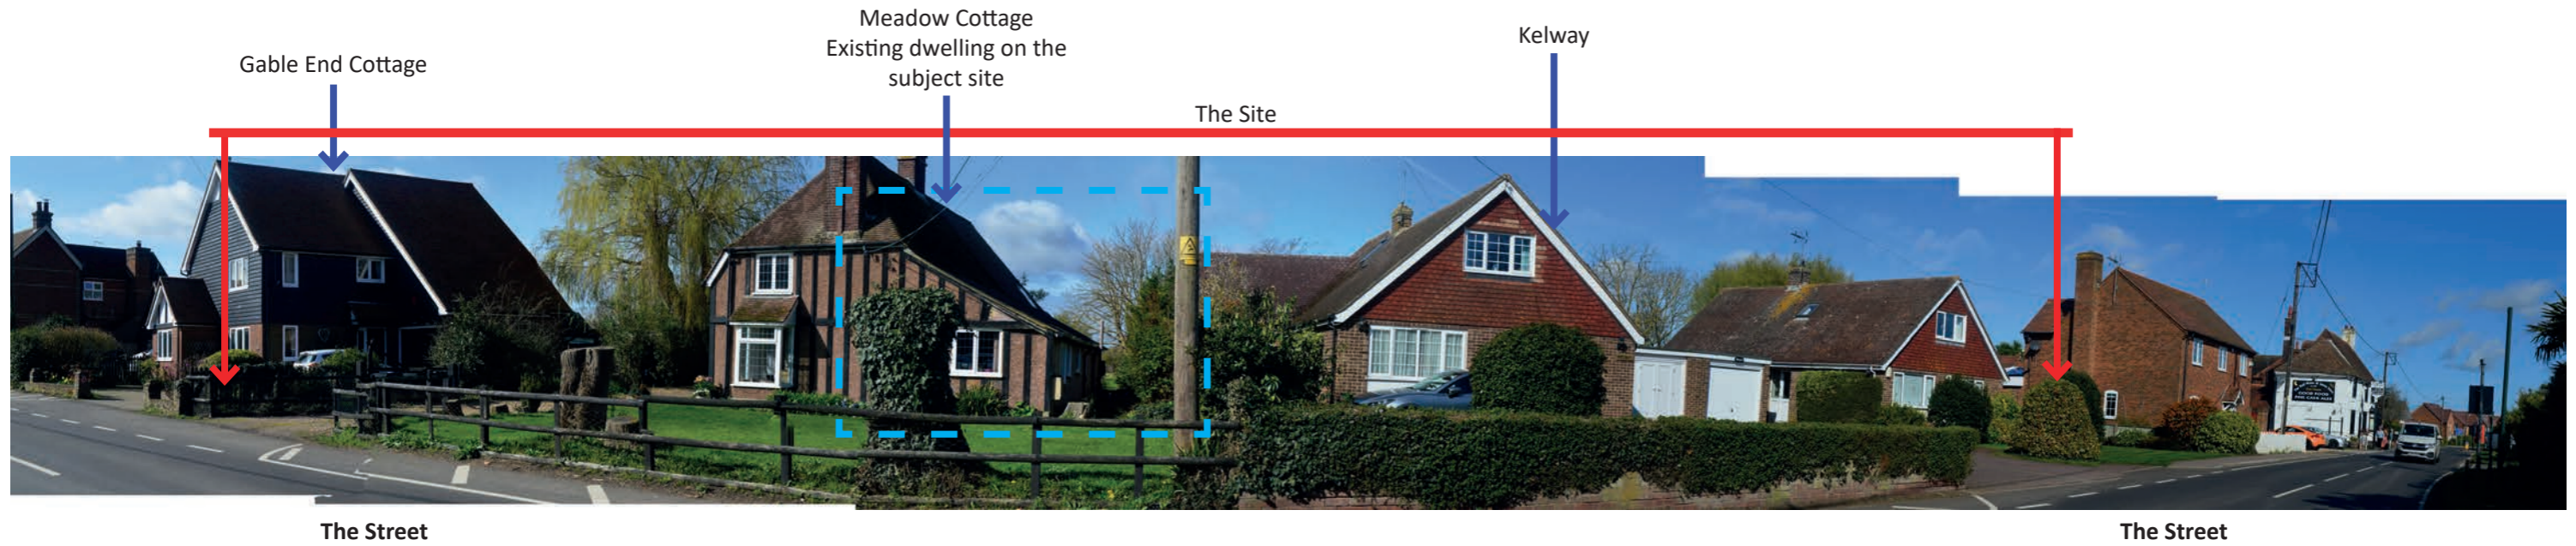 Meadow Cottage
Existing dwelling on the
subject site
Kelway
Gable End Cottage
The Site
The Street
The Street